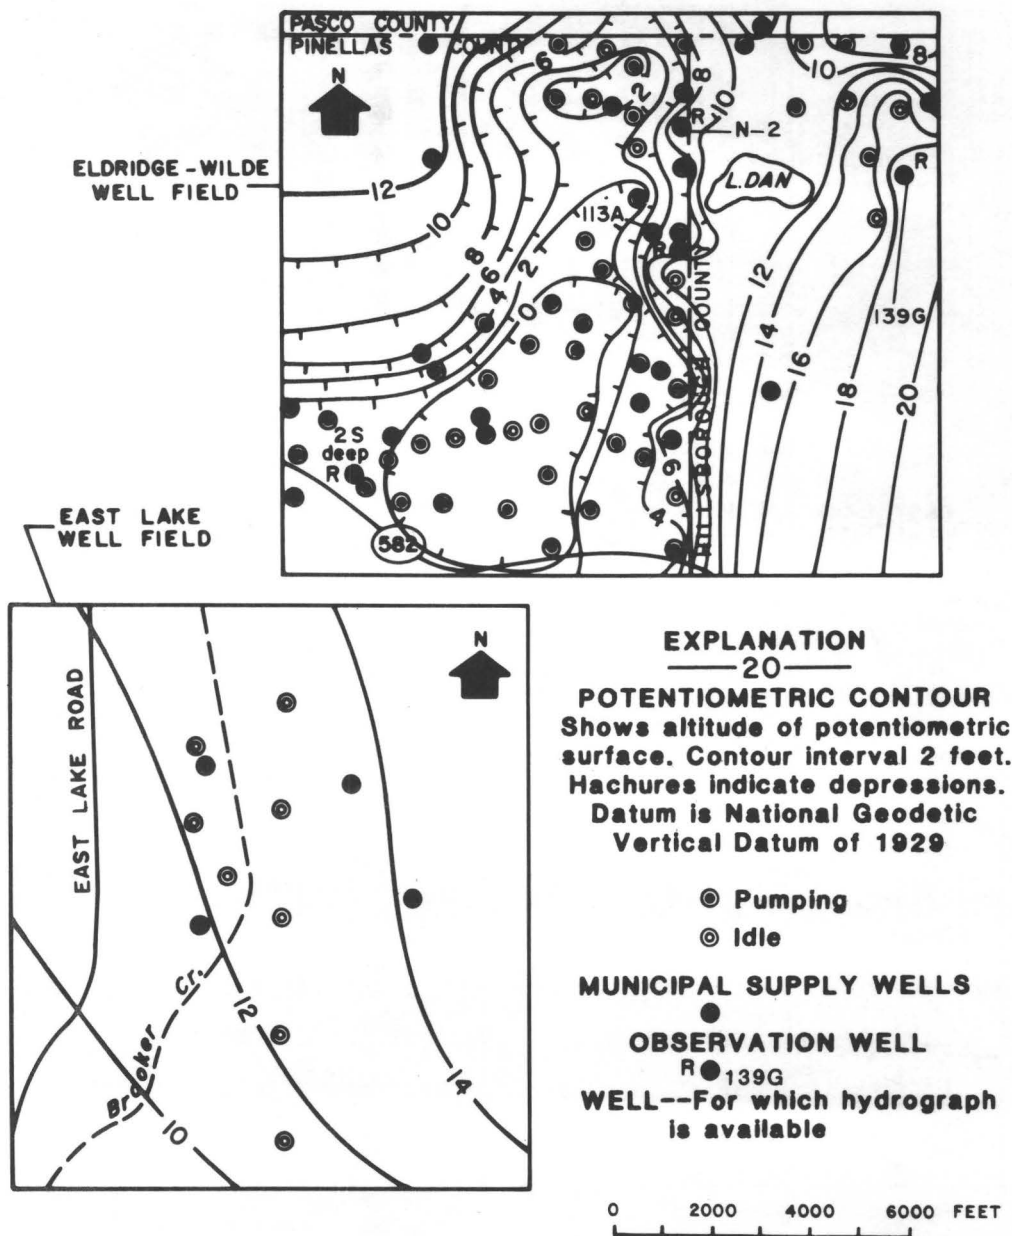 PASCO COUNTY
PINELLAS COUNTY
N
ELDRIDGE-WILDE
WELL FIELD
6
2
8
10
R
N-2
L.DAN
10
8
R
12
10
8
6
4
2
0
113A
R
HILLSBOROUGH COUNTY
12
14
16
18
139G
20
2S
deep
R
582
6
4
EAST LAKE
WELL FIELD
N
EAST LAKE ROAD
Brooker Cr.
10
12
14
EXPLANATION
20
POTENTIOMETRIC CONTOUR
Shows altitude of potentiometric
surface. Contour interval 2 feet.
Hachures indicate depressions.
Datum is National Geodetic
Vertical Datum of 1929
Pumping
Idle
MUNICIPAL SUPPLY WELLS
OBSERVATION WELL
R 139G
WELL--For which hydrograph
is available
0 2000 4000 6000 FEET